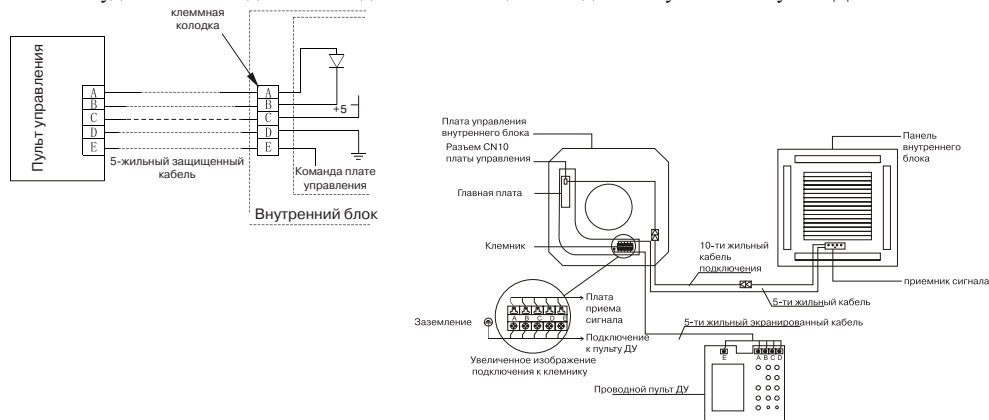 клеммная
колодка
Пульт управления
A
B
C
D
E
A
B
C
D
E
+5
5-жильный защищенный
кабель
Команда плате
управления
Внутренний блок
Плата управления
внутреннего блока
Разъем CN10
платы управления
Главная плата
Клемник
Панель
внутреннего
блока
10-ти жильный
кабель
подключения
приемник сигнала
5-ти жильный кабель
Плата
приема
сигнала
A B C D E
Заземление
Подключение
к пульту ДУ
Увеличенное изображение
подключения к клемнику
5-ти жильный экранированный кабель
E A B C D
Проводной пульт ДУ